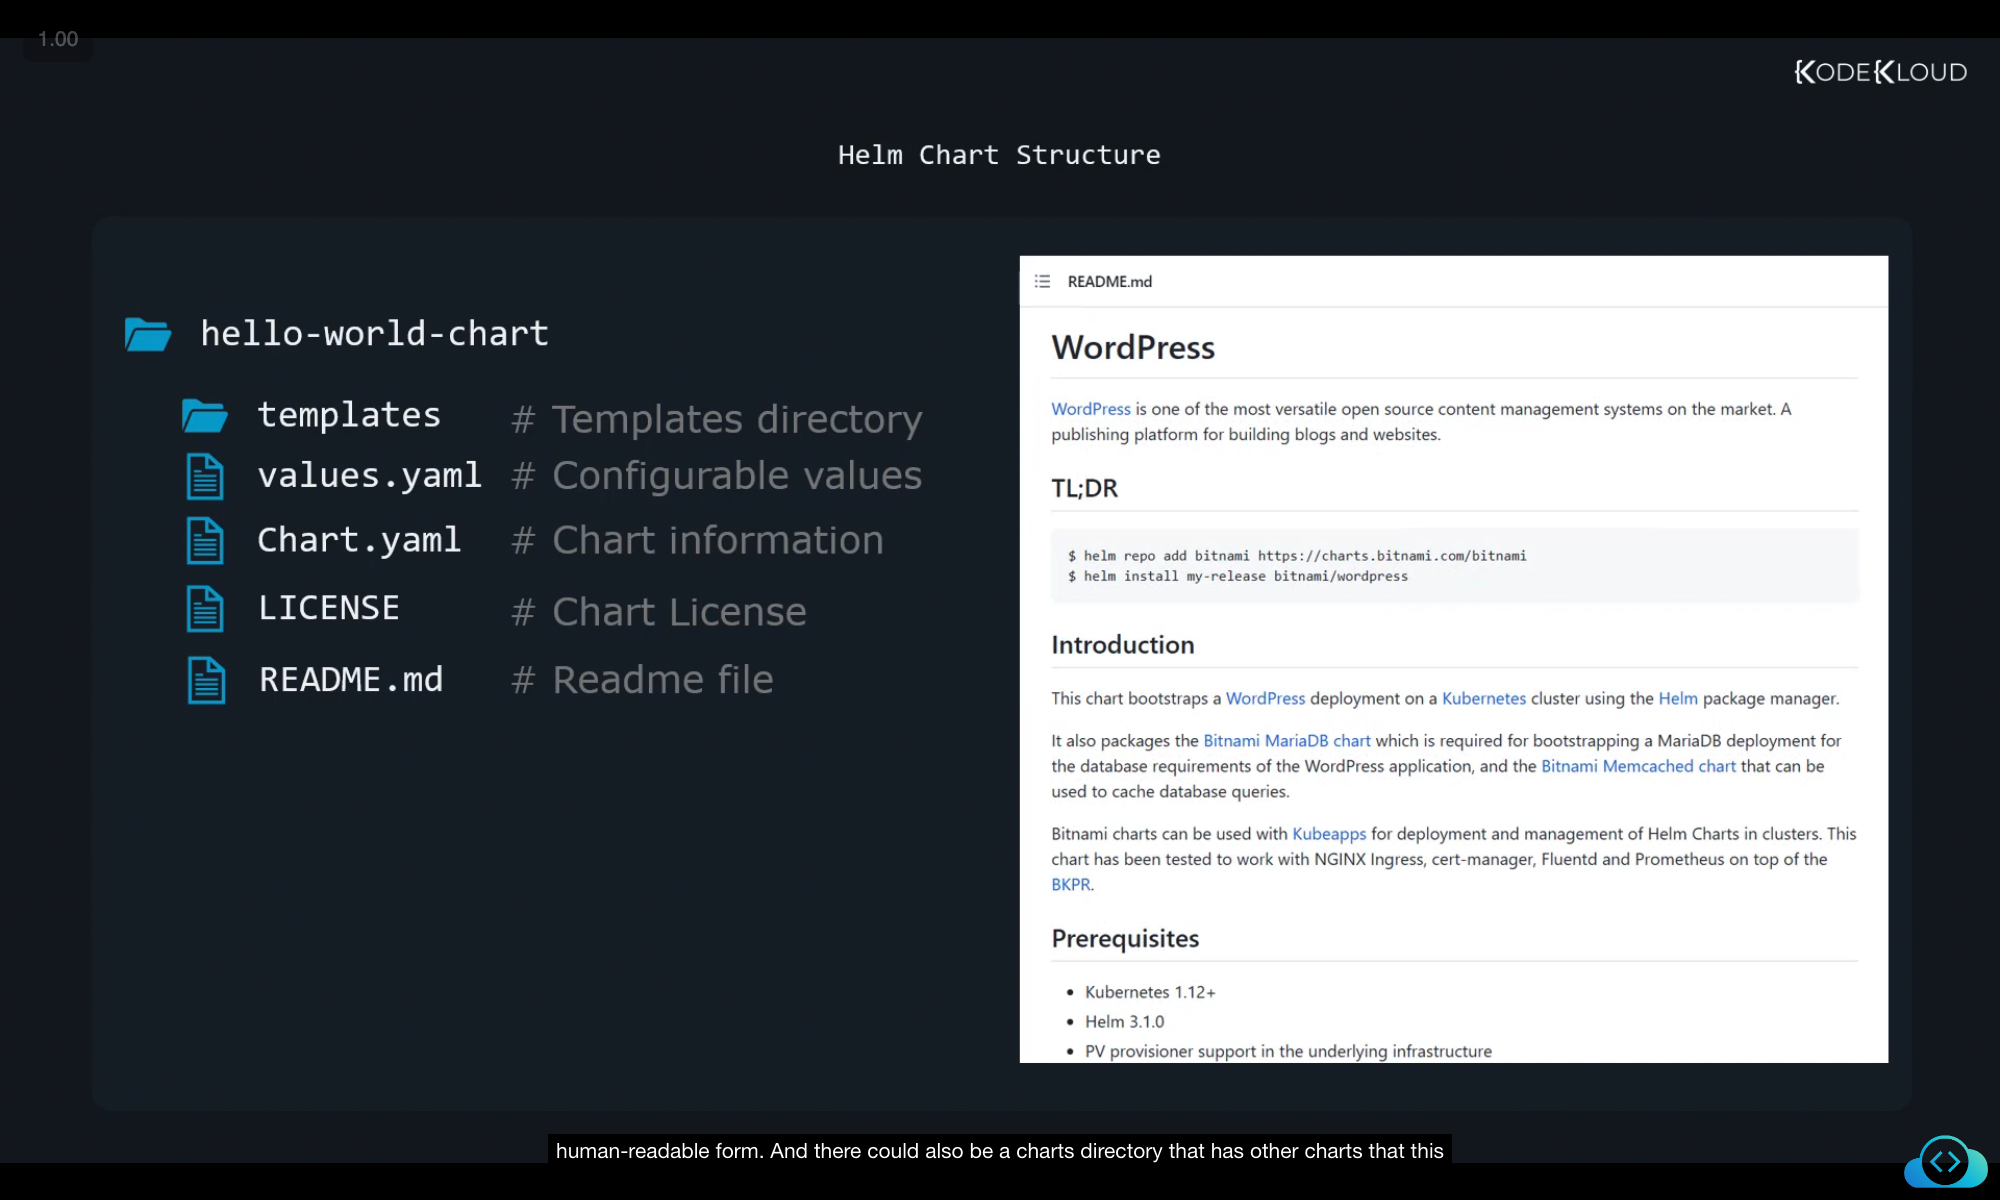 1.00
KODEKLOUD
Helm Chart Structure
hello-world-chart
templates # Templates directory
values.yaml # Configurable values
Chart.yaml # Chart information
LICENSE # Chart License
README.md # Readme file
README.md
WordPress
WordPress is one of the most versatile open source content management systems on the market. A
publishing platform for building blogs and websites.
TL;DR
$ helm repo add bitnami https://charts.bitnami.com/bitnami
$ helm install my-release bitnami/wordpress
Introduction
This chart bootstraps a WordPress deployment on a Kubernetes cluster using the Helm package manager.
It also packages the Bitnami MariaDB chart which is required for bootstrapping a MariaDB deployment for
the database requirements of the WordPress application, and the Bitnami Memcached chart that can be
used to cache database queries.
Bitnami charts can be used with Kubeapps for deployment and management of Helm Charts in clusters. This
chart has been tested to work with NGINX Ingress, cert-manager, Fluentd and Prometheus on top of the
BKPR.
Prerequisites
• Kubernetes 1.12+
• Helm 3.1.0
• PV provisioner support in the underlying infrastructure
human-readable form. And there could also be a charts directory that has other charts that this